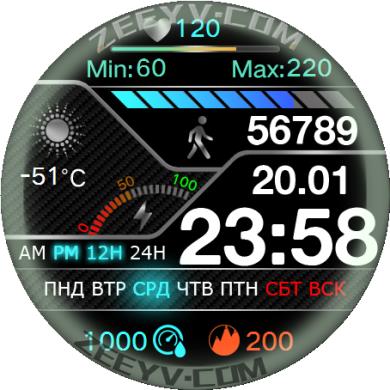 ZEEYV·COM
120
Min:60 Max:220
56789
-51°C
20.01
0 50 100
23:58
AM PM 12H 24H
ПНД ВТР СРД ЧТВ ПТН СБТ ВСК
1000 200
ZEEYV·COM